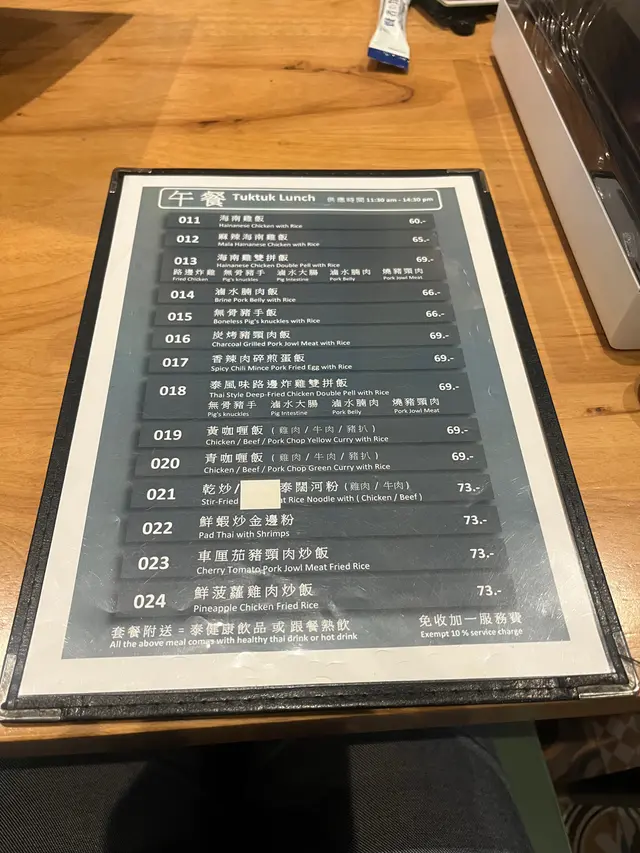 午餐 Tuktuk Lunch 供應時間 11:30 am - 14:30 pm
011 海南雞飯 60.-
Hainanese Chicken with Rice
012 麻辣海南雞飯 65.-
Mala Hainanese Chicken with Rice
013 海南雞雙拼飯 69.-
Hainanese Chicken Double Pell with Rice
路邊炸雞 無骨豬手 滷水大腸 滷水腩肉 燒豬頸肉
Fried Chicken Pig's knuckles Pig Intestine Pork Belly Pork Jowl Meat
014 滷水腩肉飯 66.-
Brine Pork Belly with Rice
015 無骨豬手飯 66.-
Boneless Pig's knuckles with Rice
016 炭烤豬頸肉飯 69.-
Charcoal Grilled Pork Jowl Meat with Rice
017 香辣肉碎煎蛋飯 69.-
Spicy Chili Mince Pork Fried Egg with Rice
018 泰風味路邊炸雞雙拼飯 69.-
Thai Style Deep-Fried Chicken Double Pell with Rice
無骨豬手 滷水大腸 滷水腩肉 燒豬頸肉
Pig's knuckles Pig Intestine Pork Belly Pork Jowl Meat
019 黃咖喱飯 ( 雞肉 / 牛肉 / 豬扒 ) 69.-
Chicken / Beef / Pork Chop Yellow Curry with Rice
020 青咖喱飯 ( 雞肉 / 牛肉 / 豬扒 ) 69.-
Chicken / Beef / Pork Chop Green Curry with Rice
021 乾炒/ 泰闊河粉 ( 雞肉 / 牛肉 ) 73.-
Stir-Fried at Rice Noodle with ( Chicken / Beef )
022 鮮蝦炒金邊粉 73.-
Pad Thai with Shrimps
023 車厘茄豬頸肉炒飯 73.-
Cherry Tomato Pork Jowl Meat Fried Rice
024 鮮菠蘿雞肉炒飯 73.-
Pineapple Chicken Fried Rice
套餐附送 = 泰健康飲品 或 跟餐熱飲 免收加一服務費
All the above meal comes with healthy thai drink or hot drink Exempt 10 % service charge